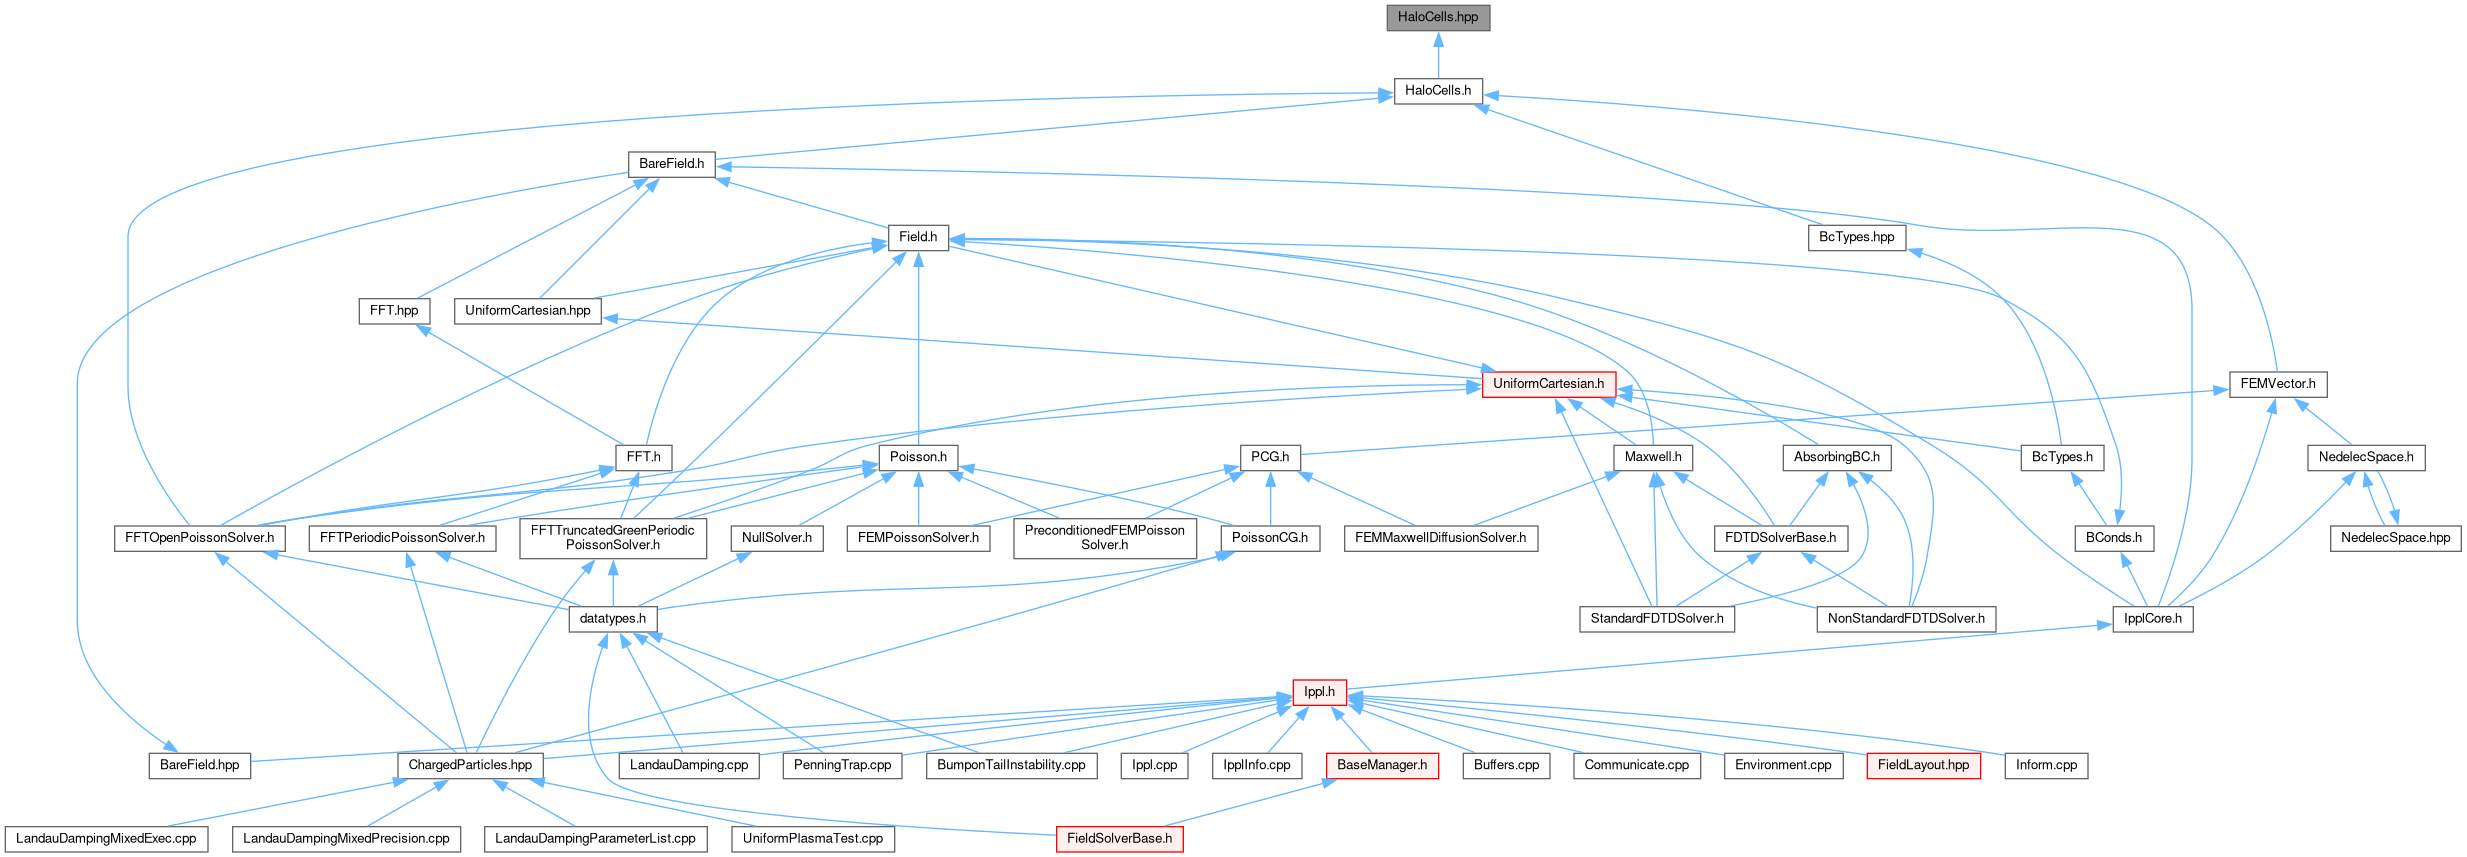 HaloCells.hpp
HaloCells.h
BareField.h
Field.h
BcTypes.hpp
FFT.hpp
UniformCartesian.hpp
UniformCartesian.h
FEMVector.h
FFT.h
Poisson.h
PCG.h
Maxwell.h
AbsorbingBC.h
BcTypes.h
NedelecSpace.h
FFTOpenPoissonSolver.h
FFTPeriodicPoissonSolver.h
FFTTruncatedGreenPeriodic
PoissonSolver.h
NullSolver.h
FEMPoissonSolver.h
PreconditionedFEMPoisson
Solver.h
PoissonCG.h
FEMMaxwellDiffusionSolver.h
FDTDSolverBase.h
BConds.h
NedelecSpace.hpp
datatypes.h
StandardFDTDSolver.h
NonStandardFDTDSolver.h
IpplCore.h
Ippl.h
BareField.hpp
ChargedParticles.hpp
LandauDamping.cpp
PenningTrap.cpp
BumponTailInstability.cpp
Ippl.cpp
IpplInfo.cpp
BaseManager.h
Buffers.cpp
Communicate.cpp
Environment.cpp
FieldLayout.hpp
Inform.cpp
LandauDampingMixedExec.cpp
LandauDampingMixedPrecision.cpp
LandauDampingParameterList.cpp
UniformPlasmaTest.cpp
FieldSolverBase.h